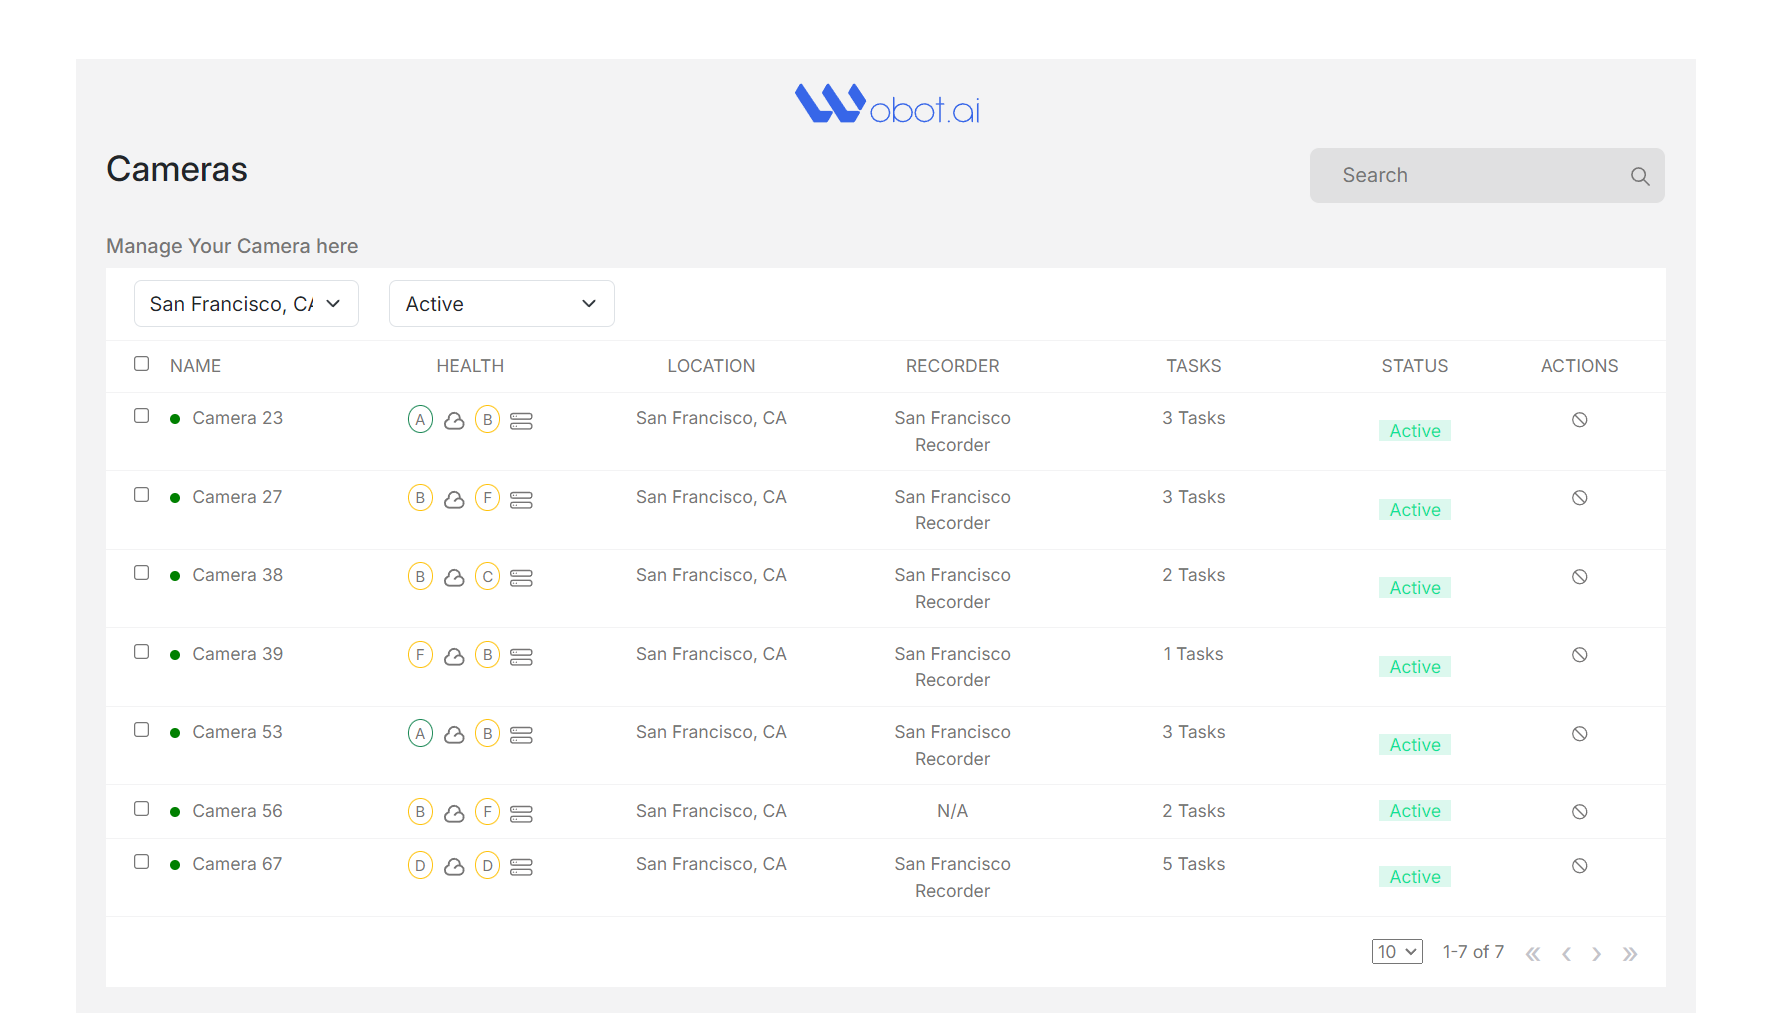 Wobot.ai
Cameras
Search
Manage Your Camera here
San Francisco, CA
Active
NAME HEALTH LOCATION RECORDER TASKS STATUS ACTIONS
Camera 23 A B San Francisco, CA San Francisco Recorder 3 Tasks Active
Camera 27 B F San Francisco, CA San Francisco Recorder 3 Tasks Active
Camera 38 B C San Francisco, CA San Francisco Recorder 2 Tasks Active
Camera 39 F B San Francisco, CA San Francisco Recorder 1 Tasks Active
Camera 53 A B San Francisco, CA San Francisco Recorder 3 Tasks Active
Camera 56 B F San Francisco, CA N/A 2 Tasks Active
Camera 67 D D San Francisco, CA San Francisco Recorder 5 Tasks Active
10 1-7 of 7 « ‹ › »